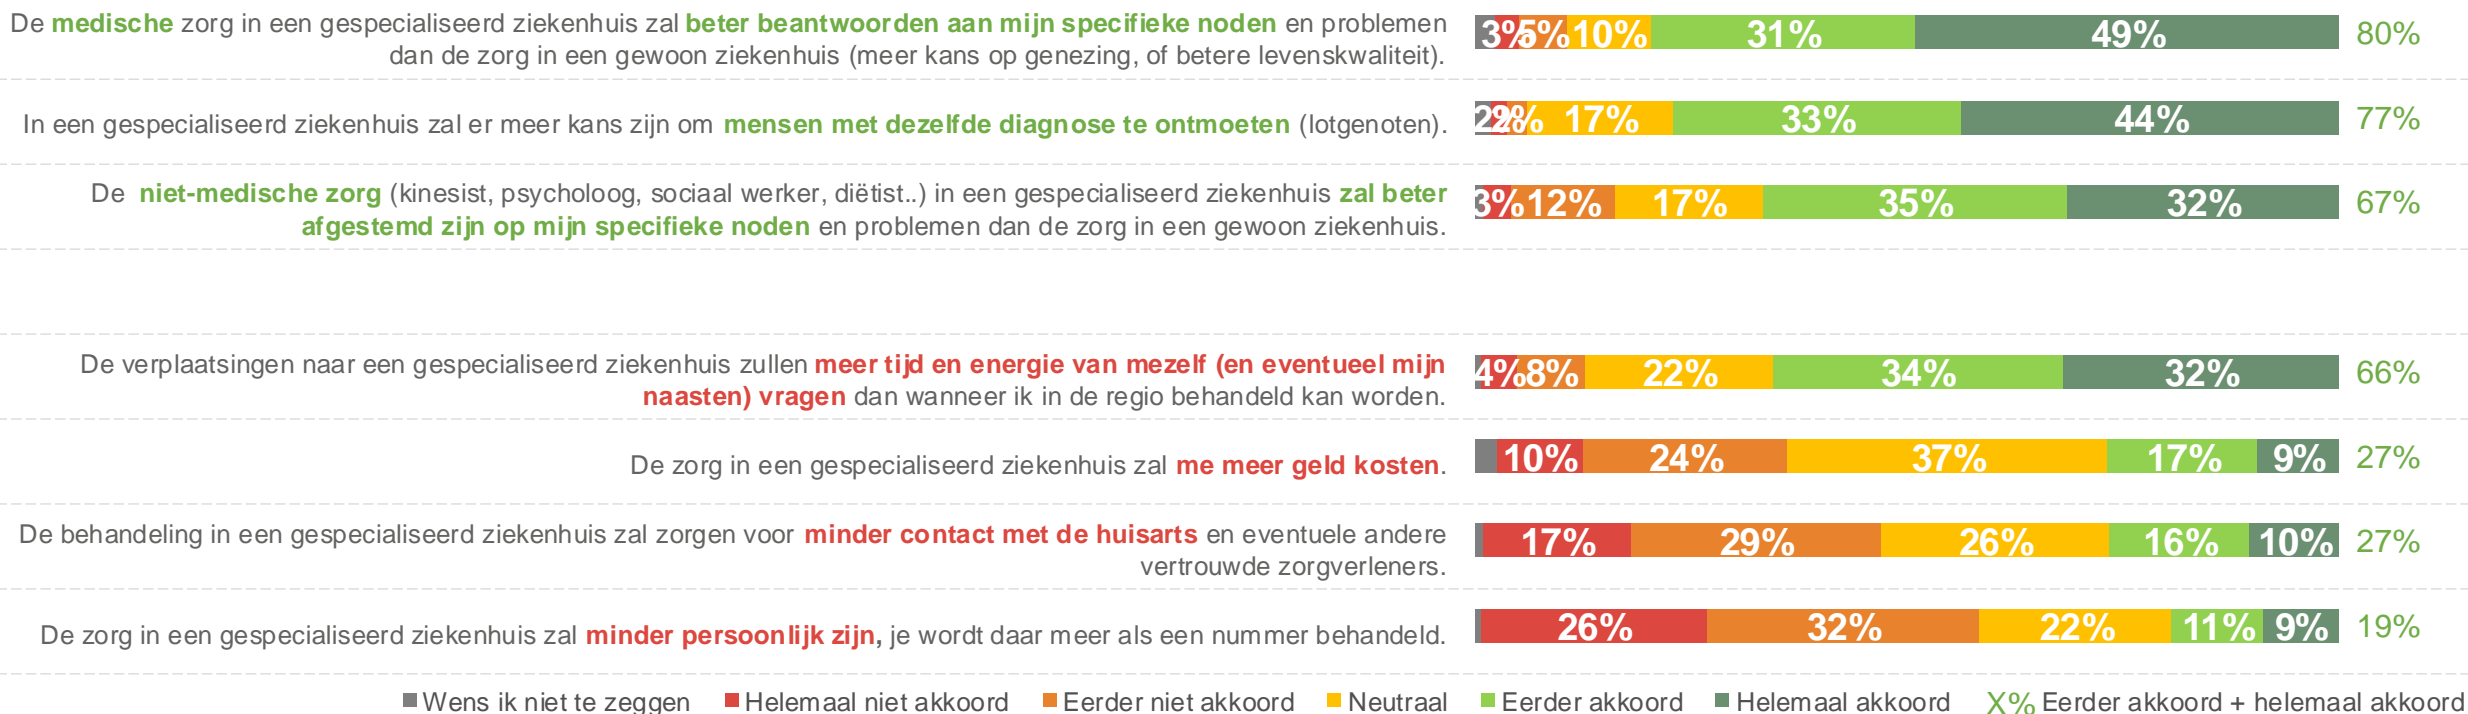 De medische zorg in een gespecialiseerd ziekenhuis zal beter beantwoorden aan mijn specifieke noden en problemen
dan de zorg in een gewoon ziekenhuis (meer kans op genezing, of betere levenskwaliteit).
3% 5% 10% 31% 49% 80%
In een gespecialiseerd ziekenhuis zal er meer kans zijn om mensen met dezelfde diagnose te ontmoeten (lotgenoten).
2% 2% 17% 33% 44% 77%
De niet-medische zorg (kinesist, psycholoog, sociaal werker, diëtist..) in een gespecialiseerd ziekenhuis zal beter
afgestemd zijn op mijn specifieke noden en problemen dan de zorg in een gewoon ziekenhuis.
3% 12% 17% 35% 32% 67%
De verplaatsingen naar een gespecialiseerd ziekenhuis zullen meer tijd en energie van mezelf (en eventueel mijn
naasten) vragen dan wanneer ik in de regio behandeld kan worden.
4% 8% 22% 34% 32% 66%
De zorg in een gespecialiseerd ziekenhuis zal me meer geld kosten.
10% 24% 37% 17% 9% 27%
De behandeling in een gespecialiseerd ziekenhuis zal zorgen voor minder contact met de huisarts en eventuele andere
vertrouwde zorgverleners.
17% 29% 26% 16% 10% 27%
De zorg in een gespecialiseerd ziekenhuis zal minder persoonlijk zijn, je wordt daar meer als een nummer behandeld.
26% 32% 22% 11% 9% 19%
Wens ik niet te zeggen Helemaal niet akkoord Eerder niet akkoord Neutraal Eerder akkoord Helemaal akkoord X% Eerder akkoord + helemaal akkoord